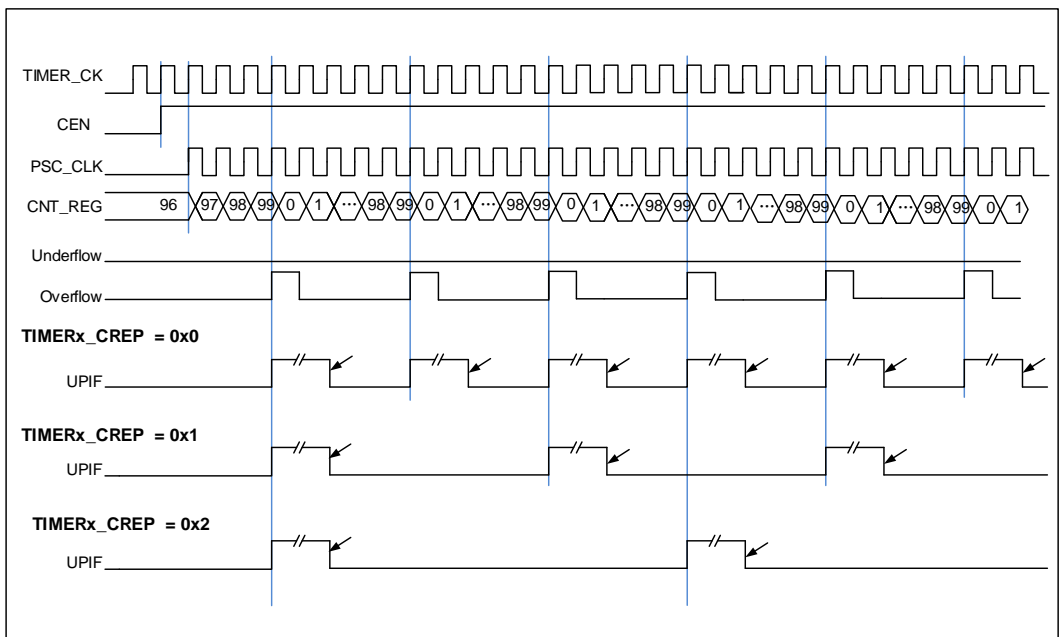 TIMER_CK
CEN
PSC_CLK
CNT_REG 96 97 98 99 0 1 ... 98 99 0 1 ... 98 99 0 1 ... 98 99 0 1 ... 98 99 0 1 ... 98 99 0 1
Underflow
Overflow
TIMERx_CREP = 0x0
UPIF
TIMERx_CREP = 0x1
UPIF
TIMERx_CREP = 0x2
UPIF